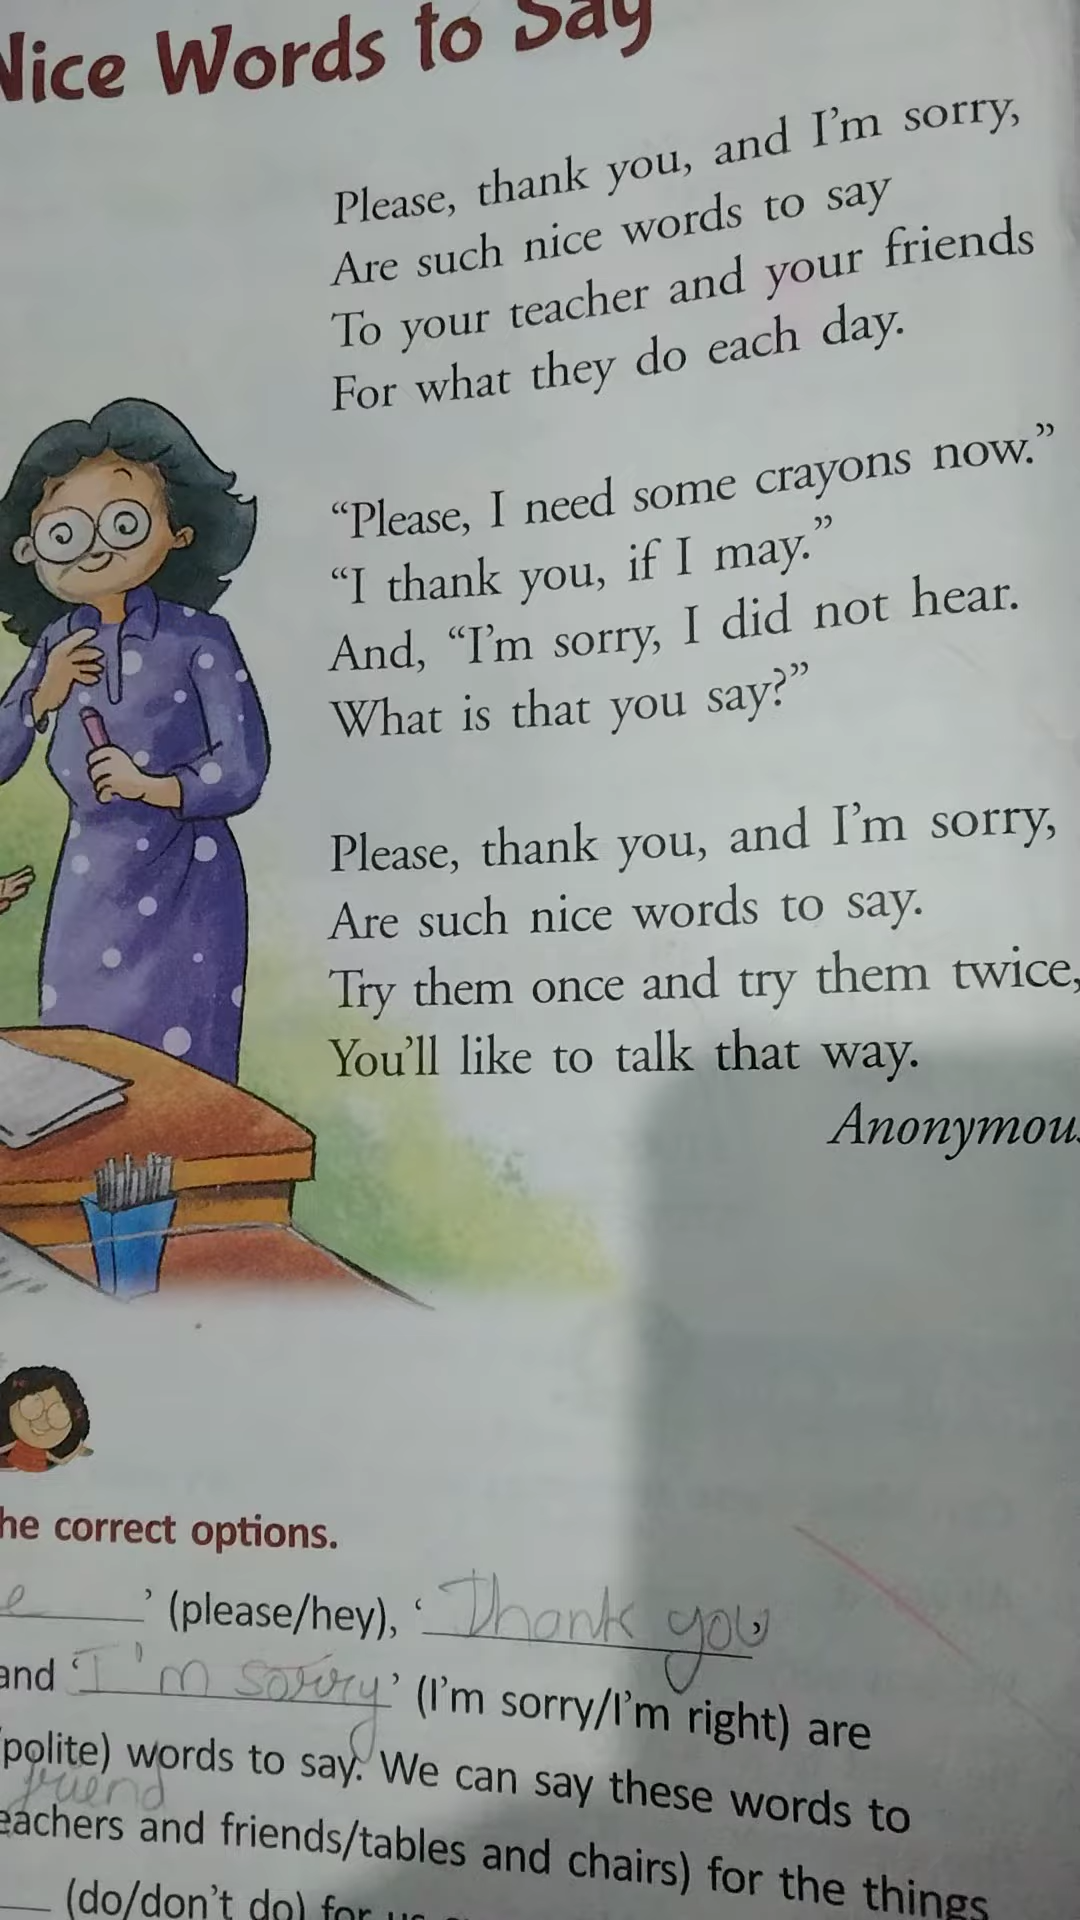 Nice Words to Say
Please, thank you, and I'm sorry,
Are such nice words to say
To your teacher and your friends
For what they do each day.
“Please, I need some crayons now.”
“I thank you, if I may.”
And, “I'm sorry, I did not hear.
What is that you say?”
Please, thank you, and I'm sorry,
Are such nice words to say.
Try them once and try them twice,
You'll like to talk that way.
Anonymou
he correct options.
e ’ (please/hey), ‘ Thank you’
and ‘I'm sorry’ (I'm sorry/I'm right) are
polite) words to say. We can say these words to
friend
eachers and friends/tables and chairs) for the things
(do/don't do) for us